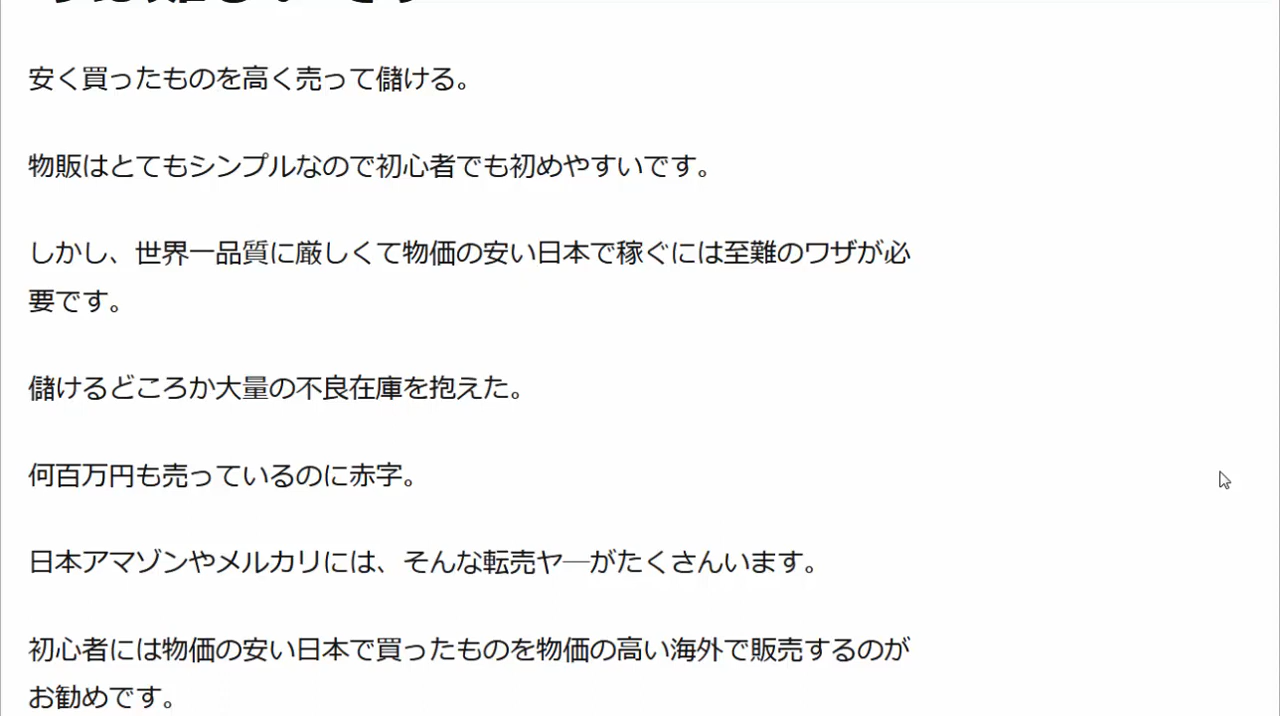 安く買ったものを高く売って儲ける。
物販はとてもシンプルなので初心者でも初めやすいです。
しかし、世界一品質に厳しくて物価の安い日本で稼ぐには至難のワザが必
要です。
儲けるどころか大量の不良在庫を抱えた。
何百万円も売っているのに赤字。
日本アマゾンやメルカリには、そんな転売ヤ─がたくさんいます。
初心者には物価の安い日本で買ったものを物価の高い海外で販売するのが
お勧めです。